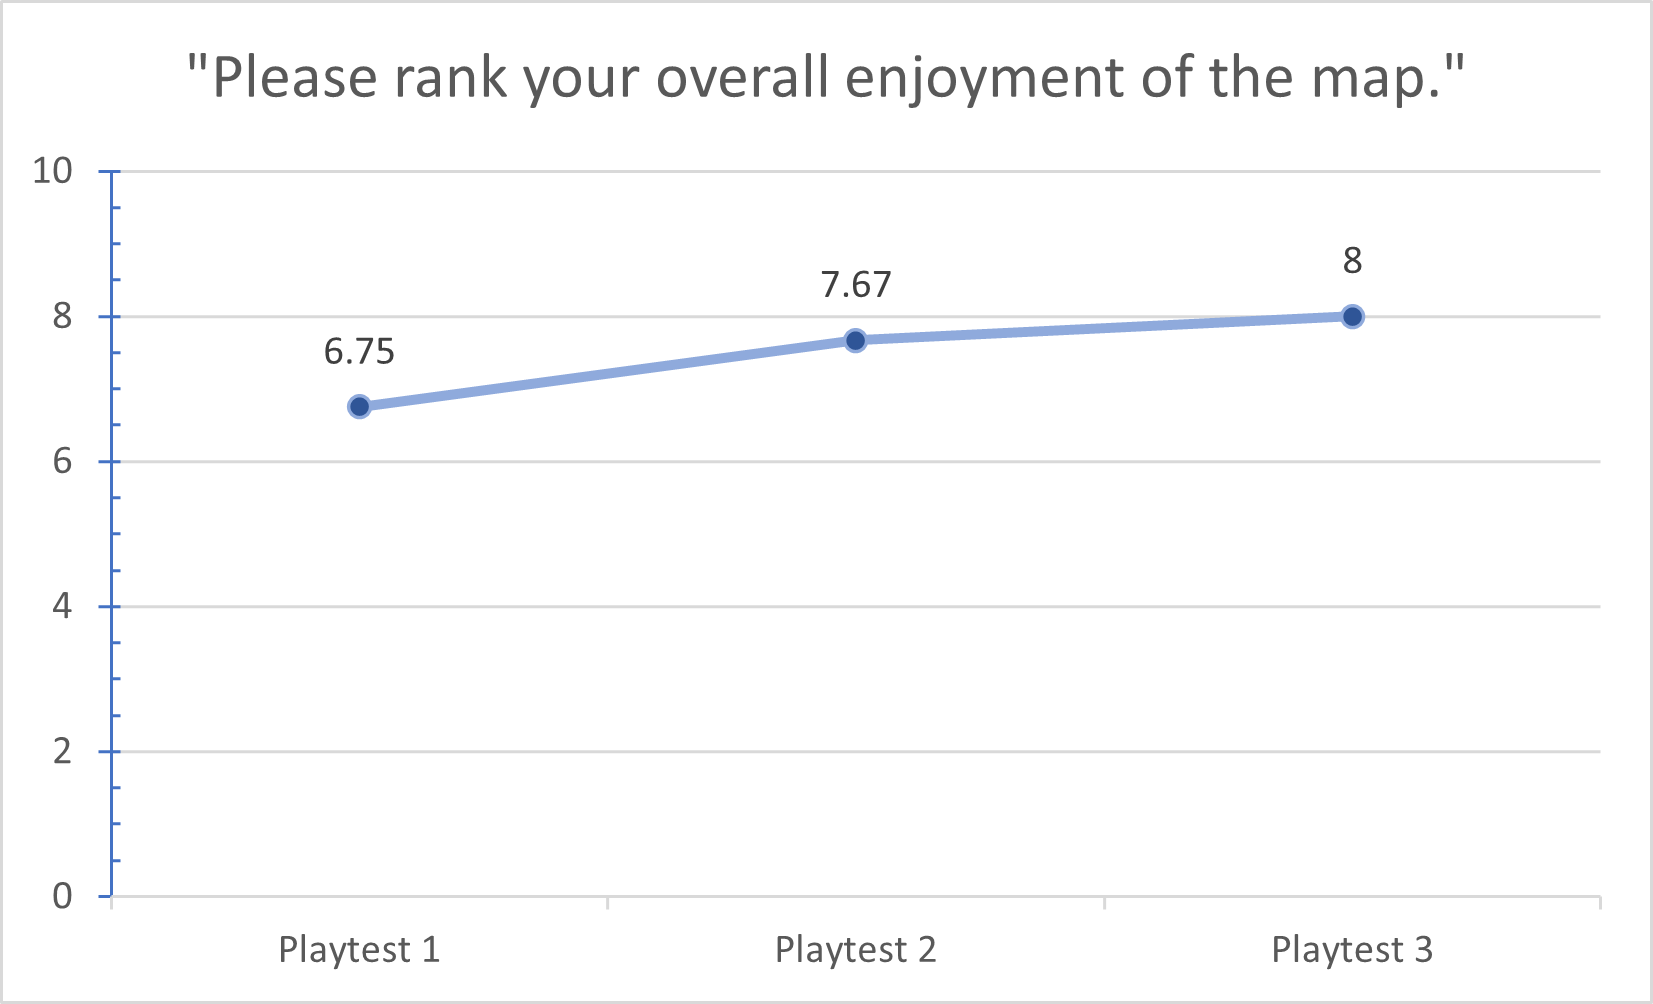 "Please rank your overall enjoyment of the map."
10
8
6
4
2
0
6.75
7.67
8
Playtest 1
Playtest 2
Playtest 3